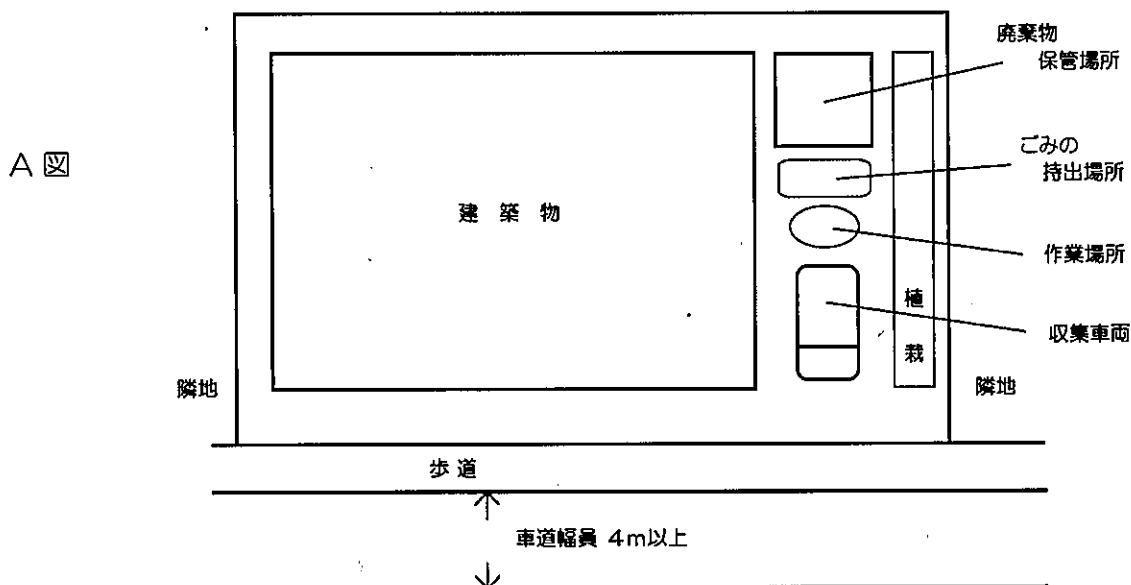 A図
廃棄物
保管場所
ごみの
持出場所
建築物
作業場所
植
栽
収集車両
隣地
隣地
歩道
車道幅員 4m以上